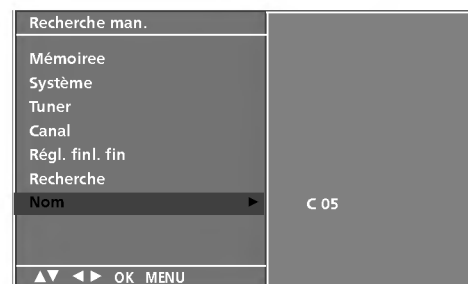 Recherche man.
Mémoiree
Système
Tuner
Canal
Régl. finl. fin
Recherche
Nom ► C 05
▲▼ ◄► OK MENU